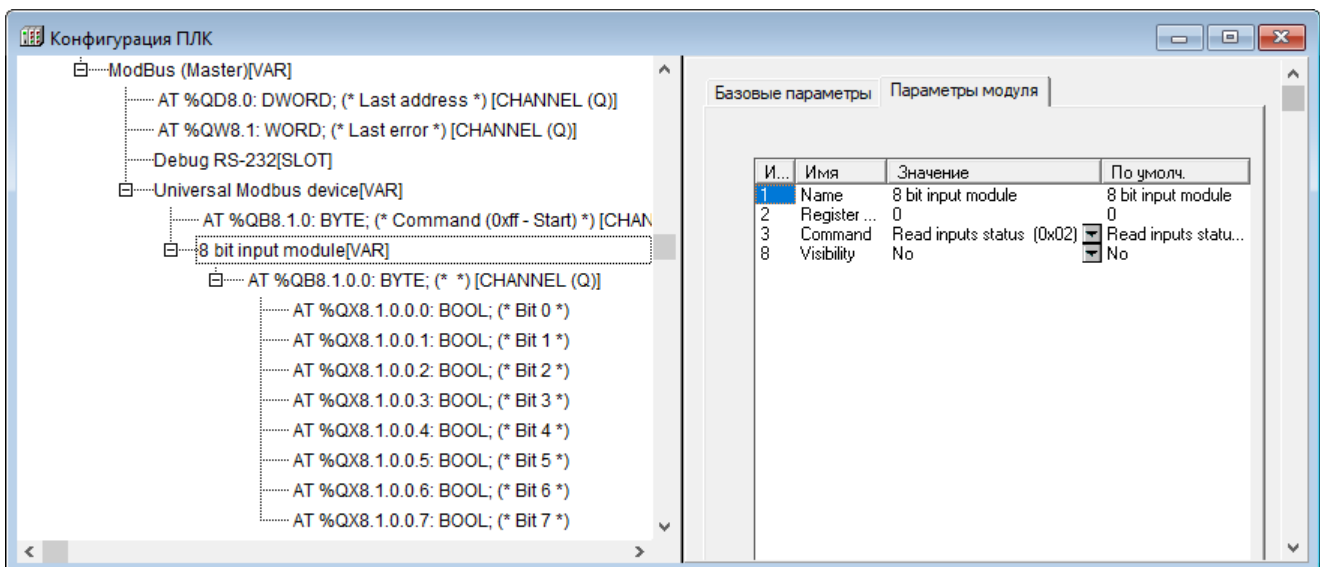 Конфигурация ПЛК
ModBus (Master)[VAR]
AT %QD8.0: DWORD; (* Last address *) [CHANNEL (Q)]
AT %QW8.1: WORD; (* Last error *) [CHANNEL (Q)]
Debug RS-232[SLOT]
Universal Modbus device[VAR]
AT %QB8.1.0: BYTE; (* Command (0xff - Start) *) [CHAN
8 bit input module[VAR]
AT %QB8.1.0.0: BYTE; (* *) [CHANNEL (Q)]
AT %QX8.1.0.0.0: BOOL; (* Bit 0 *)
AT %QX8.1.0.0.1: BOOL; (* Bit 1 *)
AT %QX8.1.0.0.2: BOOL; (* Bit 2 *)
AT %QX8.1.0.0.3: BOOL; (* Bit 3 *)
AT %QX8.1.0.0.4: BOOL; (* Bit 4 *)
AT %QX8.1.0.0.5: BOOL; (* Bit 5 *)
AT %QX8.1.0.0.6: BOOL; (* Bit 6 *)
AT %QX8.1.0.0.7: BOOL; (* Bit 7 *)
Базовые параметры Параметры модуля
И... Имя Значение По умолч.
1 Name 8 bit input module 8 bit input module
2 Register ... 0 0
3 Command Read inputs status (0x02) Read inputs statu...
8 Visibility No No